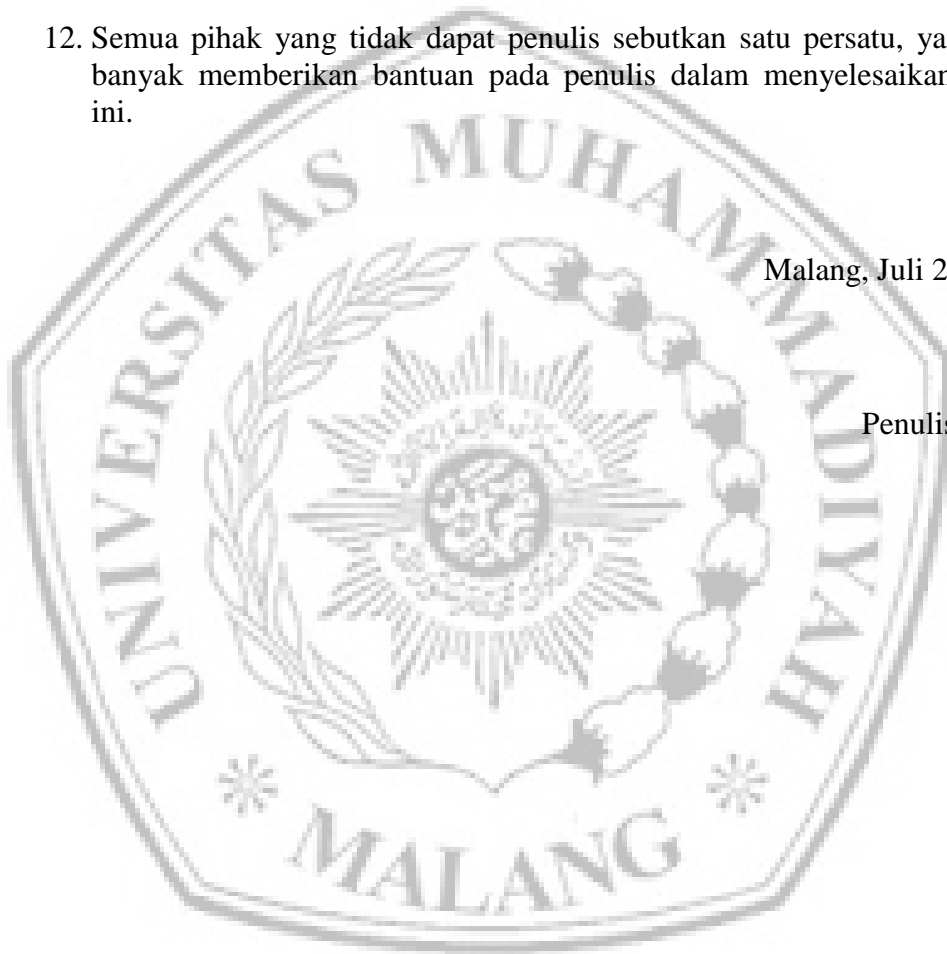 12. Semua pihak yang tidak dapat penulis sebutkan satu persatu, ya
banyak memberikan bantuan pada penulis dalam menyelesaikan
ini.
UNIVERSITAS MUHAMMADIYAH
Malang, Juli 2
Penulis
MALANG